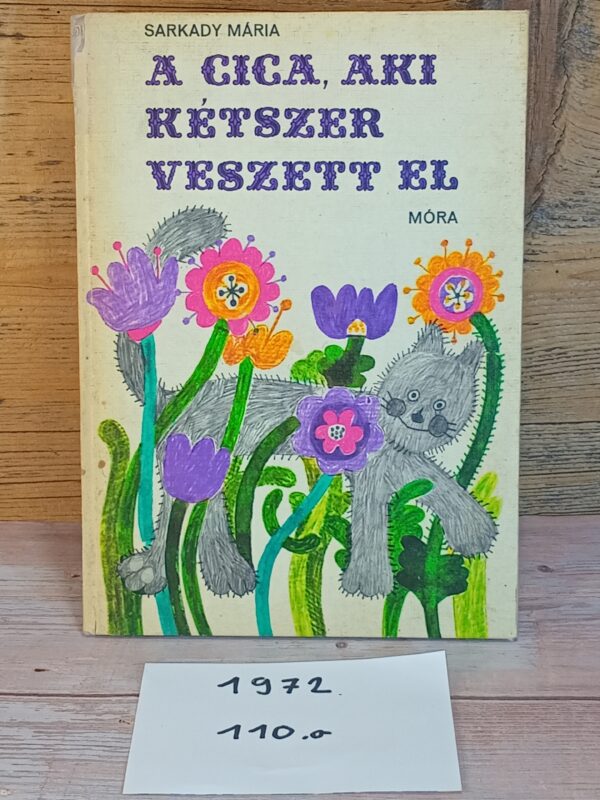 SARKADY MÁRIA
A CICA, AKI
KÉTSZER
VESZETT EL
MÓRA
1972.
110.o